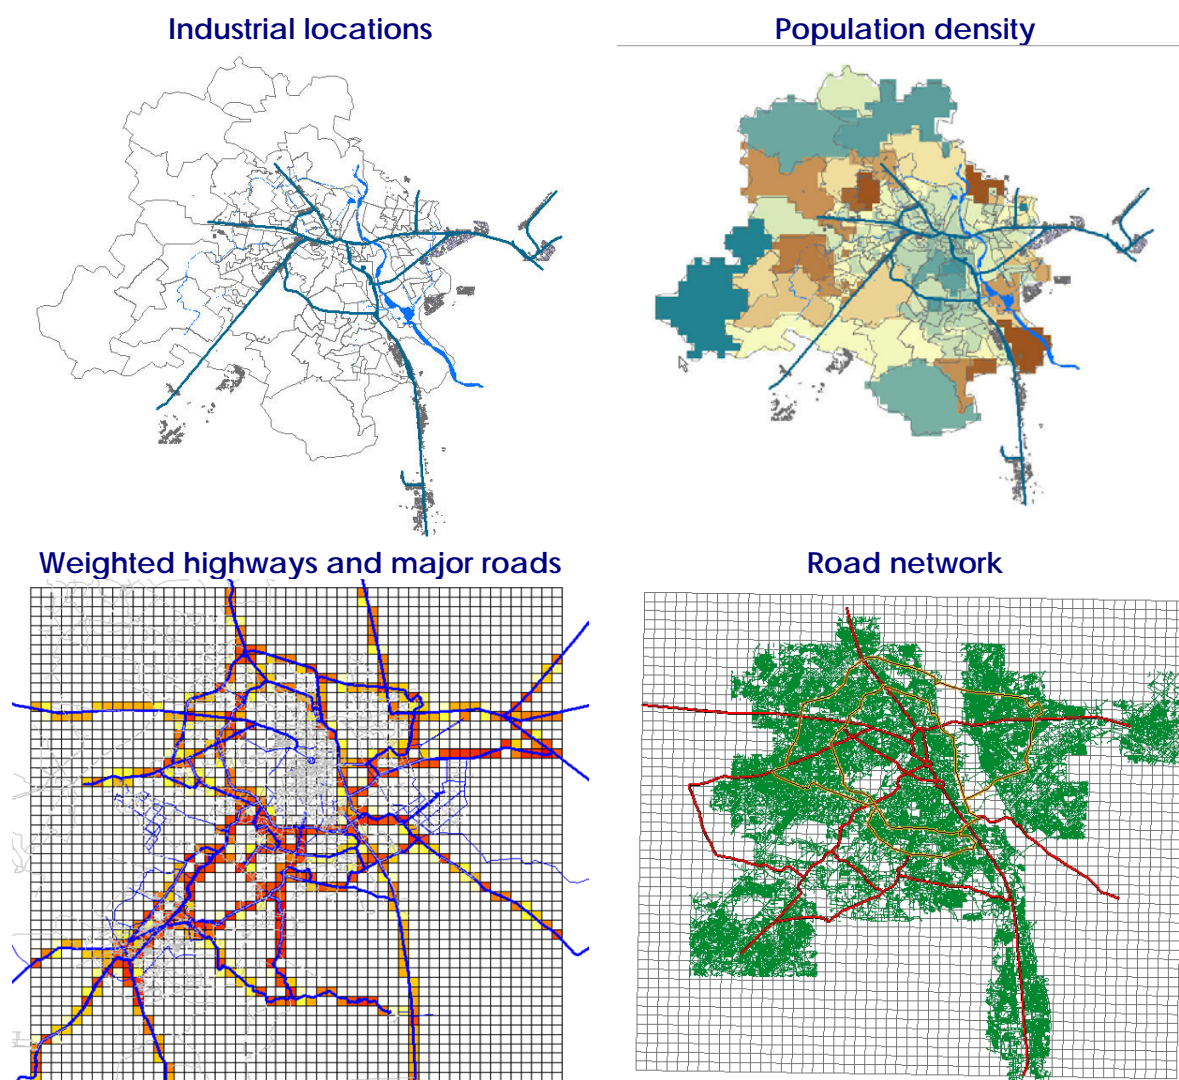 Industrial locations
Population density
Weighted highways and major roads
Road network